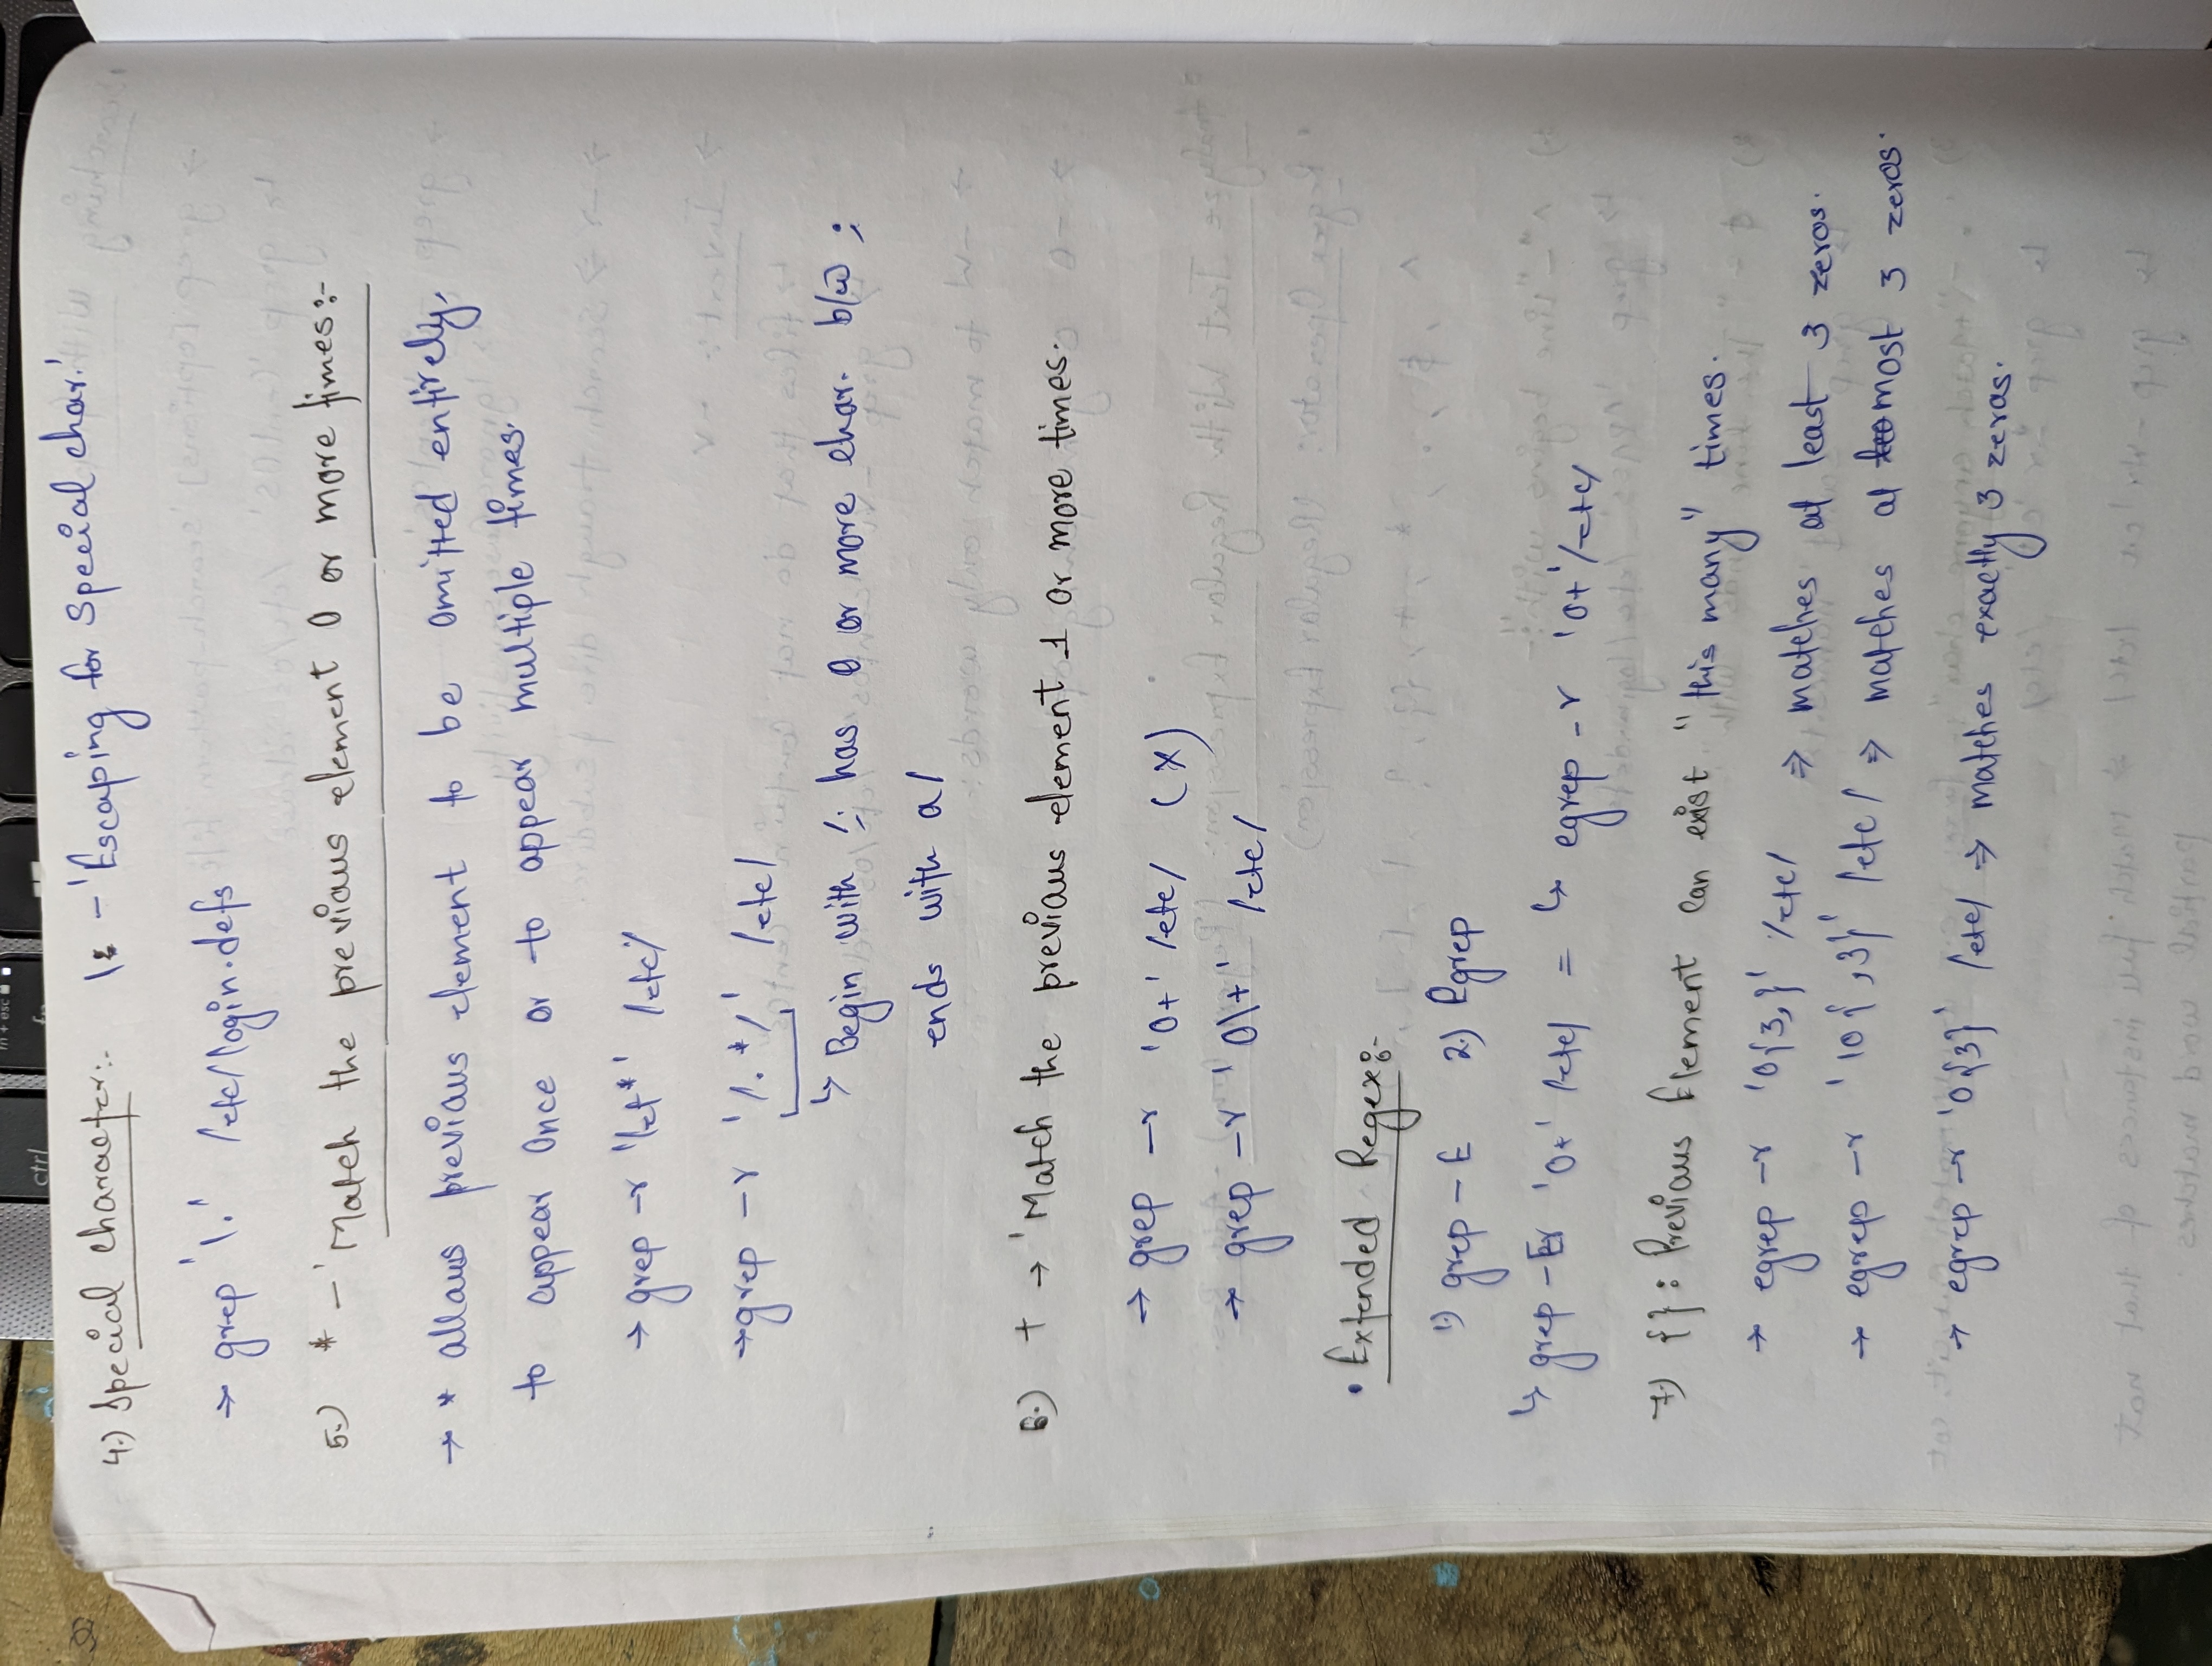 4.) Special character:- \ - 'Escaping for Special char.'
→ grep '\.' /etc/login.defs
5.) * - 'Match the previous element 0 or more times:-
→ * allows previous element to be omitted entirely,
to appear once or to appear multiple times.
→ grep -r 'let*' /etc/
→ grep -r '/.*/' /etc/
↳ Begin with /; has 0 or more char. b/w ;
ends with a /
6.) + → 'Match the previous element 1 or more times.
→ grep -r '0+' /etc/ (x)
→ grep -r '0\+' /etc/
• Extended Regex:-
1) grep -E 2) Egrep
↳ grep -Er '0+' /etc/ = ↳ egrep -r '0+' /etc/
7.) { } : Previous Element can exist "this many" times.
→ egrep -r '0{3,}' /etc/ ⇒ matches at least 3 zeros.
→ egrep -r '10{,3}' /etc/ ⇒ matches at most 3 zeros.
→ egrep -r '0{3}' /etc/ ⇒ matches exactly 3 zeros.
ctrl
fn
esc